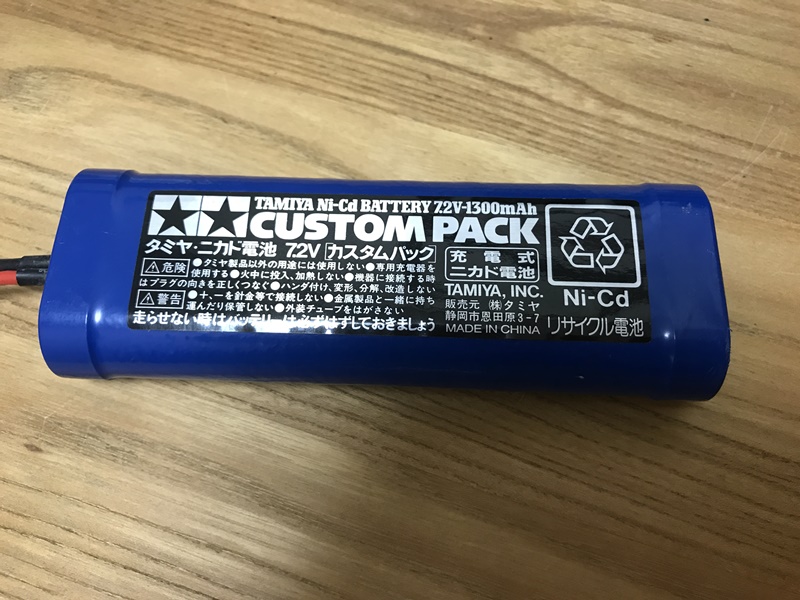 TAMIYA Ni-Cd BATTERY 7.2V-1300mAh
CUSTOM PACK
タミヤ・ニカド電池 7.2V カスタムパック
危険 ●タミヤ製品以外の用途には使用しない●専用充電器を
使用する●火中に投入、加熱しない●機器に接続する時
はプラグの向きを正しくつなぐ●ハンダ付け、変形、分解、改造しない
警告 ●+、-を針金等で接続しない●金属製品と一緒に持ち
運んだり保管しない●外装チューブをはがさない
走らせない時はバッテリーは必ずはずしておきましょう
充電式
ニカド電池
TAMIYA, INC.
販売元 (株)タミヤ
静岡市恩田原3-7
MADE IN CHINA
Ni-Cd
リサイクル電池